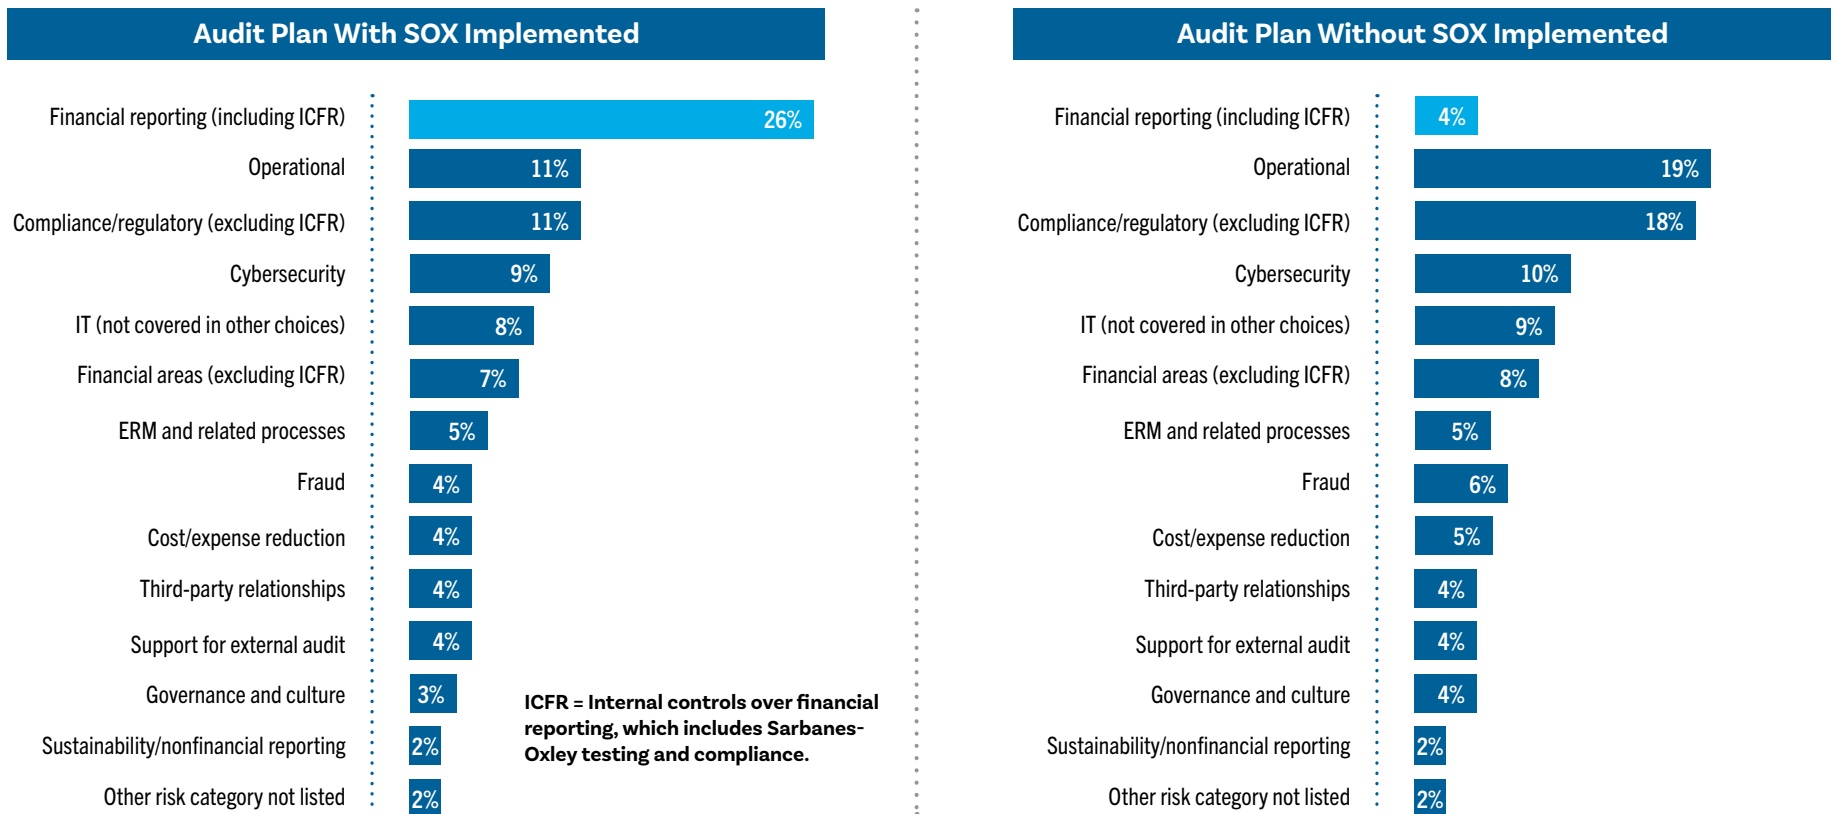 Audit Plan With SOX Implemented
Financial reporting (including ICFR) 26%
Operational 11%
Compliance/regulatory (excluding ICFR) 11%
Cybersecurity 9%
IT (not covered in other choices) 8%
Financial areas (excluding ICFR) 7%
ERM and related processes 5%
Fraud 4%
Cost/expense reduction 4%
Third-party relationships 4%
Support for external audit 4%
Governance and culture 3%
Sustainability/nonfinancial reporting 2%
Other risk category not listed 2%
ICFR = Internal controls over financial
reporting, which includes Sarbanes-
Oxley testing and compliance.
Audit Plan Without SOX Implemented
Financial reporting (including ICFR) 4%
Operational 19%
Compliance/regulatory (excluding ICFR) 18%
Cybersecurity 10%
IT (not covered in other choices) 9%
Financial areas (excluding ICFR) 8%
ERM and related processes 5%
Fraud 6%
Cost/expense reduction 5%
Third-party relationships 4%
Support for external audit 4%
Governance and culture 4%
Sustainability/nonfinancial reporting 2%
Other risk category not listed 2%